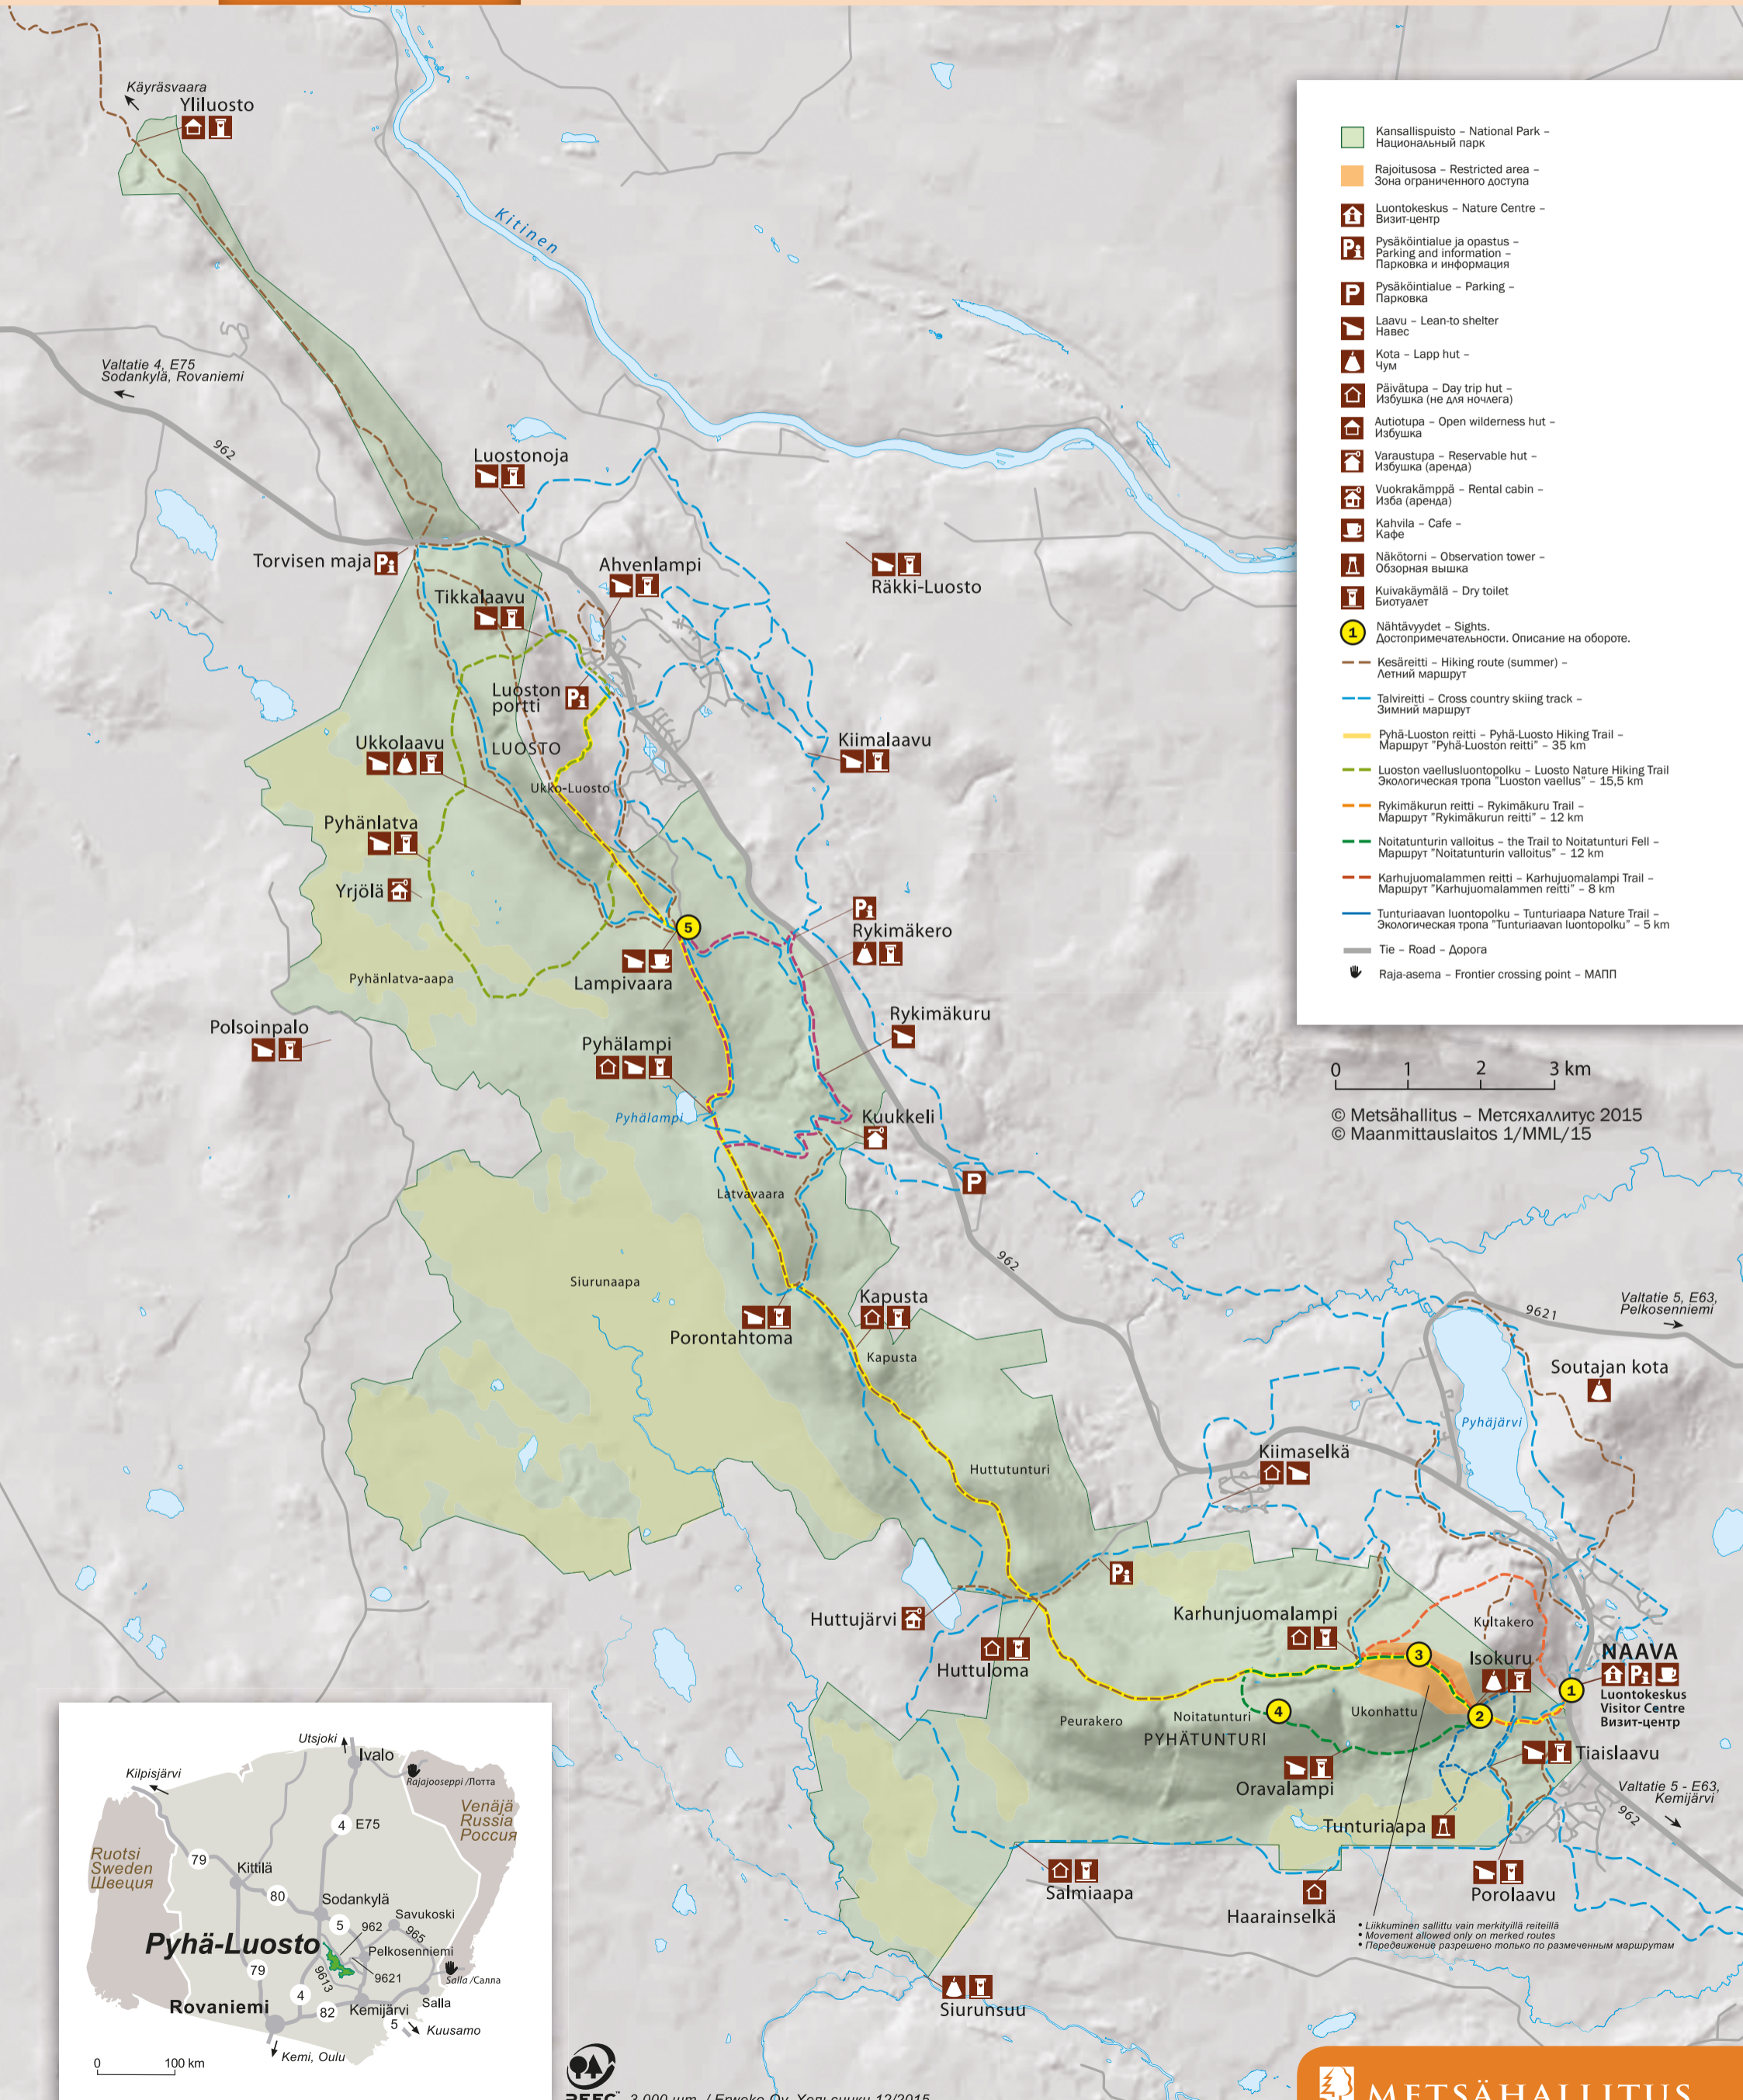 Käyräsvaara
Yliluosto
Kitinen
Valtatie 4, E75
Sodankylä, Rovaniemi
962
Luostonoja
Torvisen maja
Pi
Ahvenlampi
Räkki-Luosto
Tikkalaavu
Luoston
portti
Pi
LUOSTO
Ukkolaavu
Ukko-Luosto
Kiimalaavu
Pyhänlatva
Yrjölä
5
Pi
Rykimäkero
Lampivaara
Pyhänlatva-aapa
Polsoinpalo
Rykimäkuru
Pyhälampi
Pyhälampi
Kuukkeli
P
Latvavaara
962
Siurunaapa
Kapusta
Porontahtoma
Kapusta
9621
Valtatie 5, E63,
Pelkosenniemi
Soutajan kota
Pyhäjärvi
Kiimaselkä
Huttutunturi
Pi
Huttujärvi
Huttuloma
Karhunjuomalampi
Kultakero
3
Isokuru
NAAVA
Pi
1
Luontokeskus
Visitor Centre
Визит-центр
Peurakero
Noitatunturi
4
Ukonhattu
2
PYHÄTUNTURI
Tiaislaavu
Oravalampi
Valtatie 5 - E63,
Kemijärvi
962
Tunturiaapa
Salmiaapa
Porolaavu
Haarainselkä
• Liikkuminen sallittu vain merkityillä reiteillä
• Movement allowed only on merked routes
• Передвижение разрешено только по размеченным маршрутам
Siurunsuu
Kansallispuisto – National Park –
Национальный парк
Rajoitusosa – Restricted area –
Зона ограниченного доступа
Luontokeskus – Nature Centre –
Визит-центр
Pi
Pysäköintialue ja opastus –
Parking and information –
Парковка и информация
P
Pysäköintialue – Parking –
Парковка
Laavu – Lean-to shelter
Навес
Kota – Lapp hut –
Чум
Päivätupa – Day trip hut –
Избушка (не для ночлега)
Autiotupa – Open wilderness hut –
Избушка
Varaustupa – Reservable hut –
Избушка (аренда)
Vuokrakämppä – Rental cabin –
Изба (аренда)
Kahvila – Cafe –
Кафе
Näkötorni – Observation tower –
Обзорная вышка
Kuivakäymälä – Dry toilet
Биотуалет
1
Nähtävyydet – Sights.
Достопримечательности. Описание на обороте.
Kesäreitti – Hiking route (summer) –
Летний маршрут
Talvireitti – Cross country skiing track –
Зимний маршрут
Pyhä-Luoston reitti – Pyhä-Luosto Hiking Trail –
Маршрут "Pyhä-Luoston reitti" – 35 km
Luoston vaellusluontopolku – Luosto Nature Hiking Trail
Экологическая тропа "Luoston vaellus" – 15,5 km
Rykimäkurun reitti – Rykimäkuru Trail –
Маршрут "Rykimäkurun reitti" – 12 km
Noitatunturin valloitus – the Trail to Noitatunturi Fell –
Маршрут "Noitatunturin valloitus" – 12 km
Karhujuomalammen reitti – Karhujuomalampi Trail –
Маршрут "Karhujuomalammen reitti" – 8 km
Tunturiaavan luontopolku – Tunturiaapa Nature Trail –
Экологическая тропа "Tunturiaavan luontopolku" – 5 km
Tie – Road – Дорога
Raja-asema – Frontier crossing point – МАПП
0 1 2 3 km
© Metsähallitus – Метсяхаллитус 2015
© Maanmittauslaitos 1/MML/15
Utsjoki
Ivalo
Kilpisjärvi
Rajajooseppi /Лотта
Venäjä
Russia
Россия
4 E75
Ruotsi
Sweden
Швеция
79
Kittilä
80
Sodankylä
5
962
Savukoski
965
Pyhä-Luosto
Pelkosenniemi
79
9613
9621
Salla /Салла
4
Rovaniemi
82
Kemijärvi
Salla
5
Kuusamo
Kemi, Oulu
0 100 km
PEFC™
3 000 шт. / Erweko Oy, Хельсинки 12/2015
METSÄHALLITUS